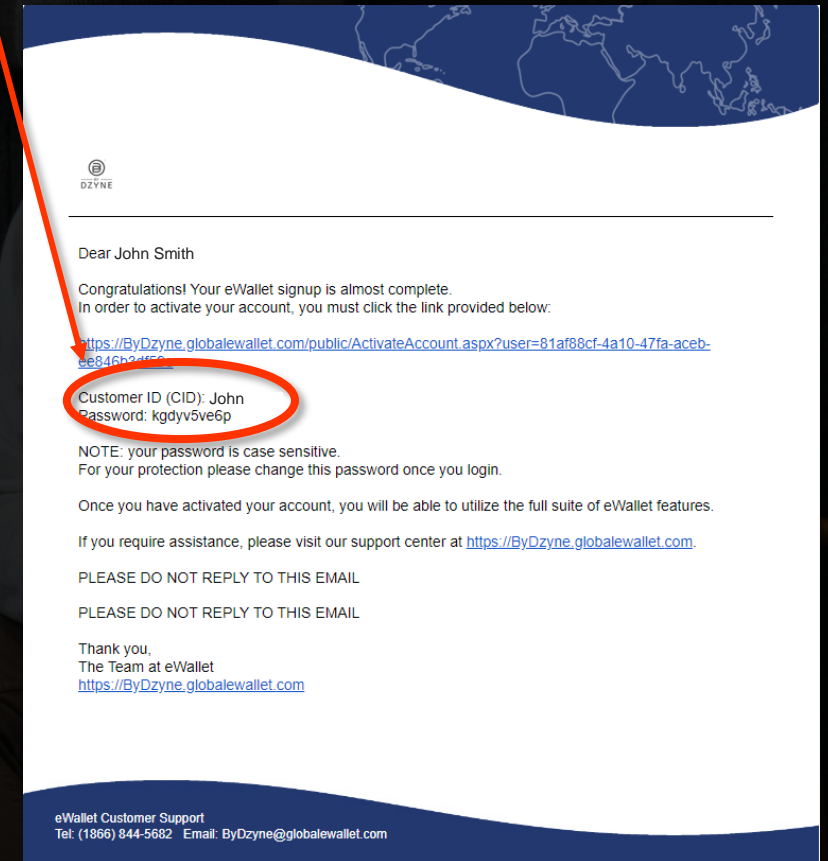 BY
DZYNE
Dear John Smith
Congratulations! Your eWallet signup is almost complete.
In order to activate your account, you must click the link provided below:
https://ByDzyne.globalewallet.com/public/ActivateAccount.aspx?user=81af88cf-4a10-47fa-aceb-
ee846b3df59c
Customer ID (CID): John
Password: kgdyv5ve6p
NOTE: your password is case sensitive.
For your protection please change this password once you login.
Once you have activated your account, you will be able to utilize the full suite of eWallet features.
If you require assistance, please visit our support center at https://ByDzyne.globalewallet.com.
PLEASE DO NOT REPLY TO THIS EMAIL
PLEASE DO NOT REPLY TO THIS EMAIL
Thank you,
The Team at eWallet
https://ByDzyne.globalewallet.com
eWallet Customer Support
Tel: (1866) 844-5682 Email: ByDzyne@globalewallet.com